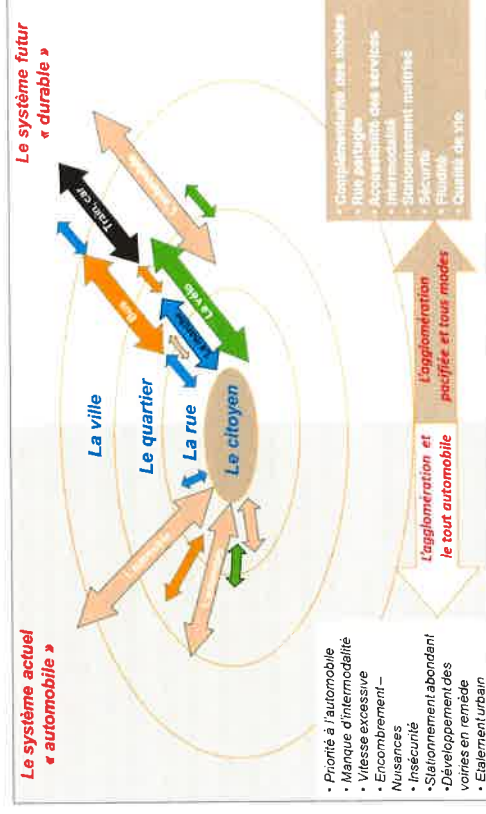 Le système actuel
« automobile »
Le système futur
« durable »
La ville
Le quartier
La rue
Le citoyen
Bus
Train, car
Le vélo
• Priorité à l'automobile
• Manque d'intermodalité
• Vitesse excessive
• Encombrement –
Nuisances
• Insécurité
•Stationnement abondant
•Développement des
voiries en remède
• Etalement urbain
L'agglomération et
le tout automobile
L'agglomération
pacifiée et tous modes
• Complémentarité des modes
• Rue partagée
• Accessibilité des services
• Intermodalité
• Stationnement maîtrisé
• Sécurité
• Fluidité
• Qualité de vie